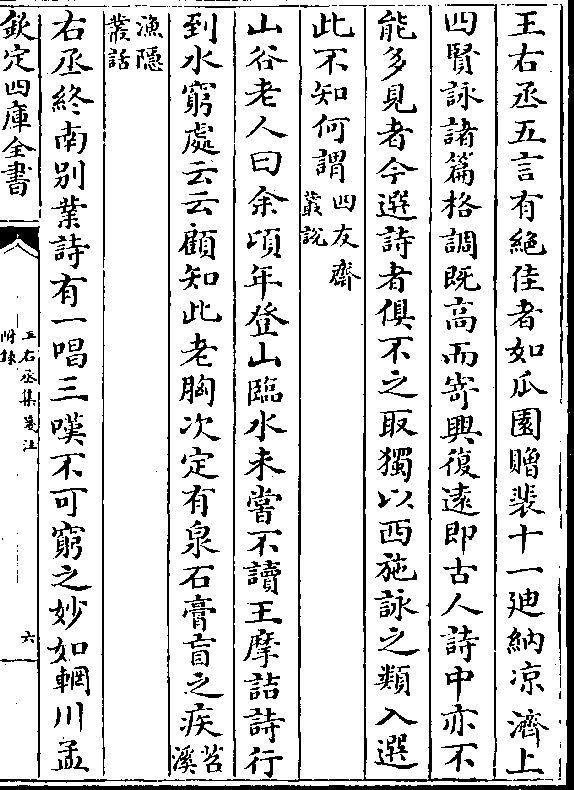 王右丞五言有絶佳者如瓜園贈裴十一廸納凉濟上
四賢詠諸篇格調既高而寄興復遠即古人詩中亦不
能多見者今選詩者俱不之取獨以西施詠之類入選
此不知何謂四友齋
叢説
山谷老人曰余頃年登山臨水未嘗不讀王摩詰詩行
到水窮處云云顧知此老胸次定有泉石膏肓之疾苕
溪
漁隱
叢話
右丞終南别業詩有一唱三嘆不可窮之妙如輞川孟
欽定四庫全書
王右丞集箋注
附錄
六